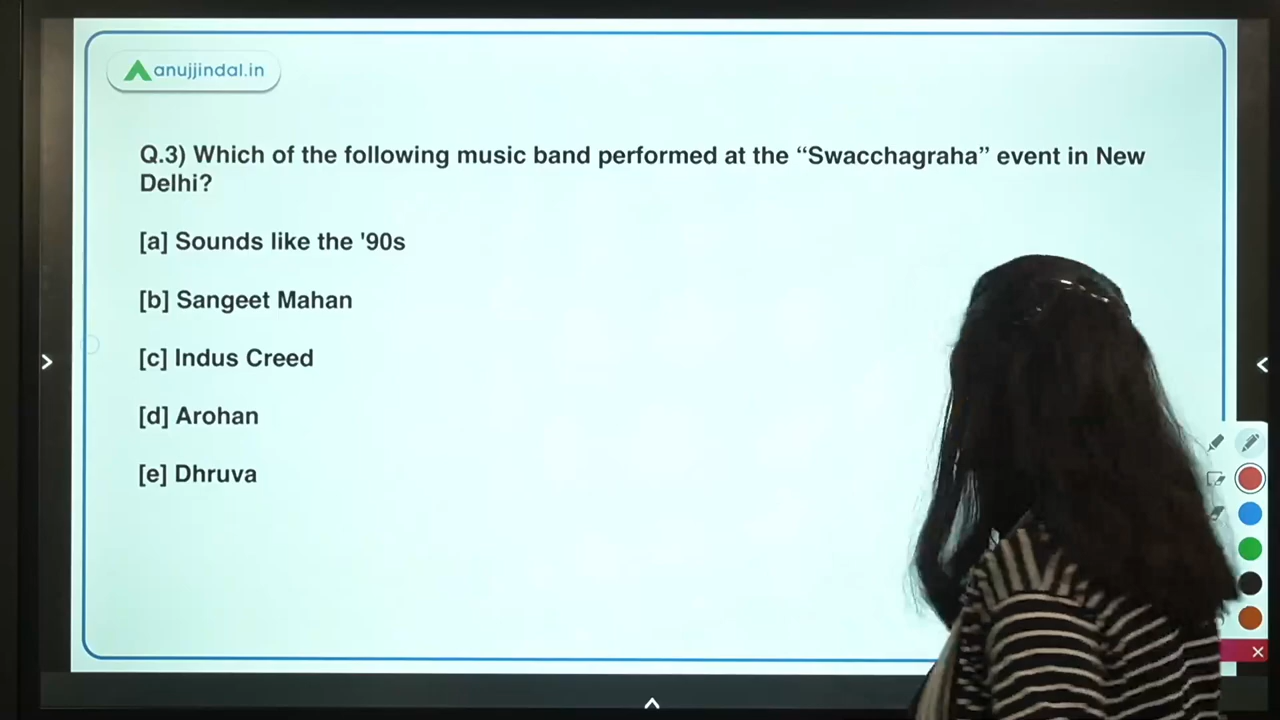 anujjindal.in
Q.3) Which of the following music band performed at the “Swacchagraha” event in New
Delhi?
[a] Sounds like the '90s
[b] Sangeet Mahan
[c] Indus Creed
[d] Arohan
[e] Dhruva